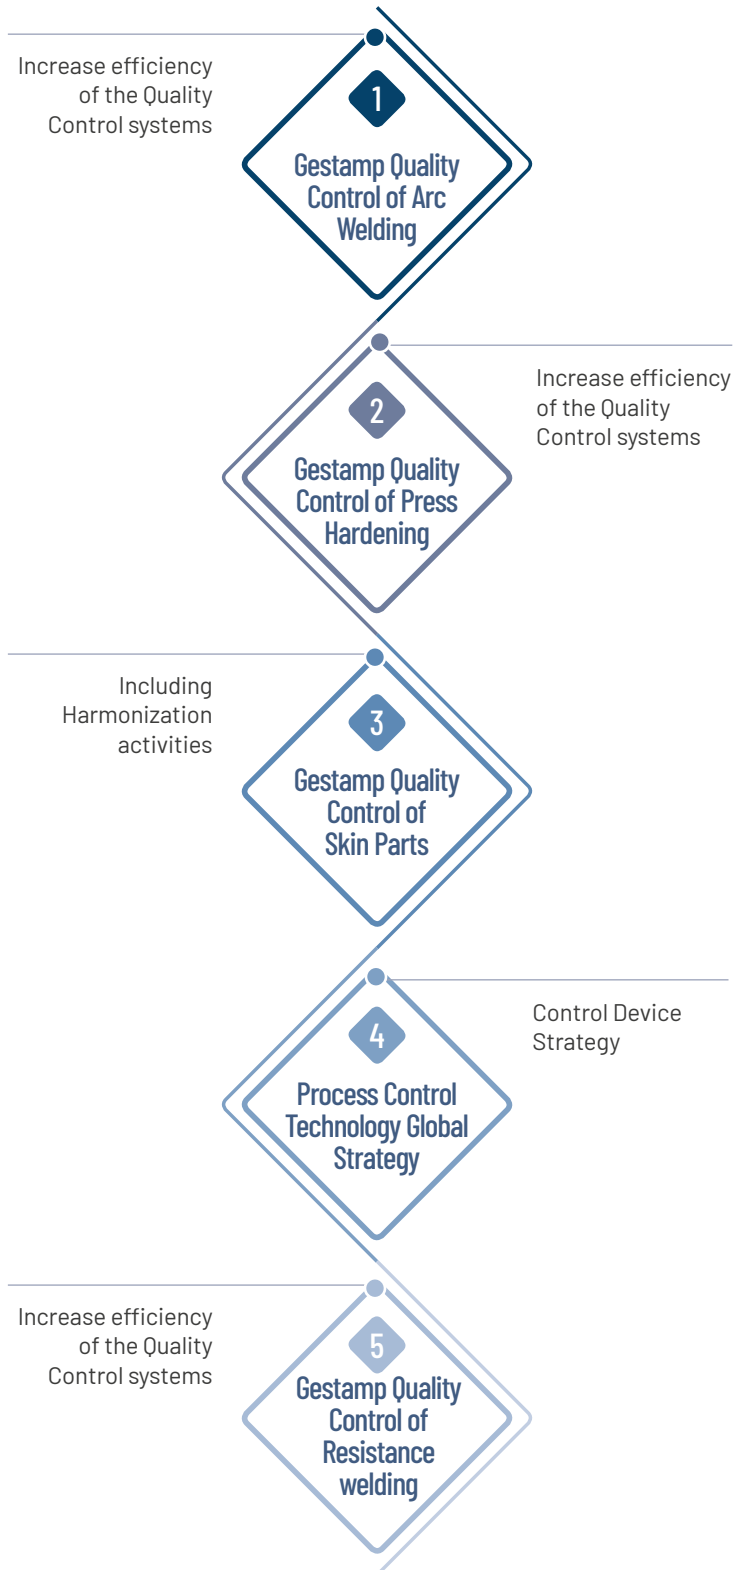 Increase efficiency
of the Quality
Control systems
1
Gestamp Quality
Control of Arc
Welding
Increase efficiency
of the Quality
Control systems
2
Gestamp Quality
Control of Press
Hardening
Including
Harmonization
activities
3
Gestamp Quality
Control of
Skin Parts
Control Device
Strategy
4
Process Control
Technology Global
Strategy
Increase efficiency
of the Quality
Control systems
5
Gestamp Quality
Control of
Resistance
welding